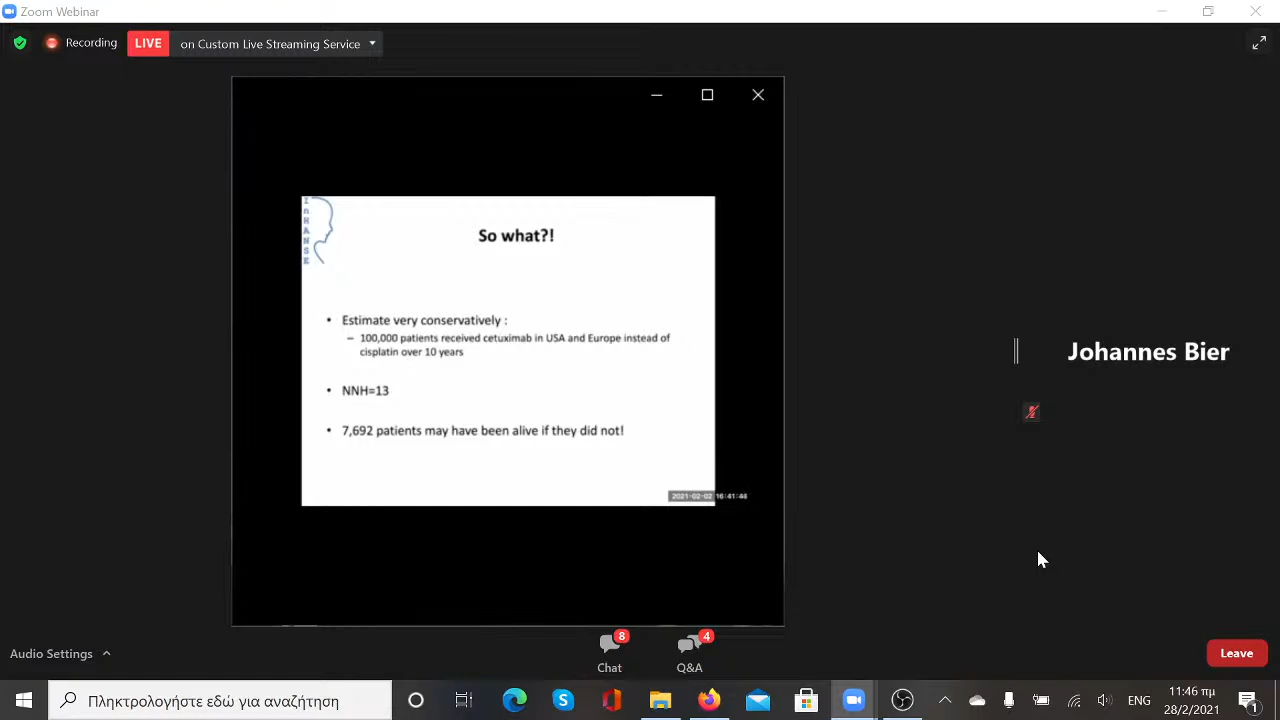 Zoom Webinar
Recording
LIVE
on Custom Live Streaming Service
InHANSE
So what?!
• Estimate very conservatively :
– 100,000 patients received cetuximab in USA and Europe instead of
cisplatin over 10 years
• NNH=13
• 7,692 patients may have been alive if they did not!
2021-02-02 16:41:44
Johannes Bier
Audio Settings
8
Chat
4
Q&A
Leave
Πληκτρολογήστε εδώ για αναζήτηση
ENG
11:46 πμ
28/2/2021
1